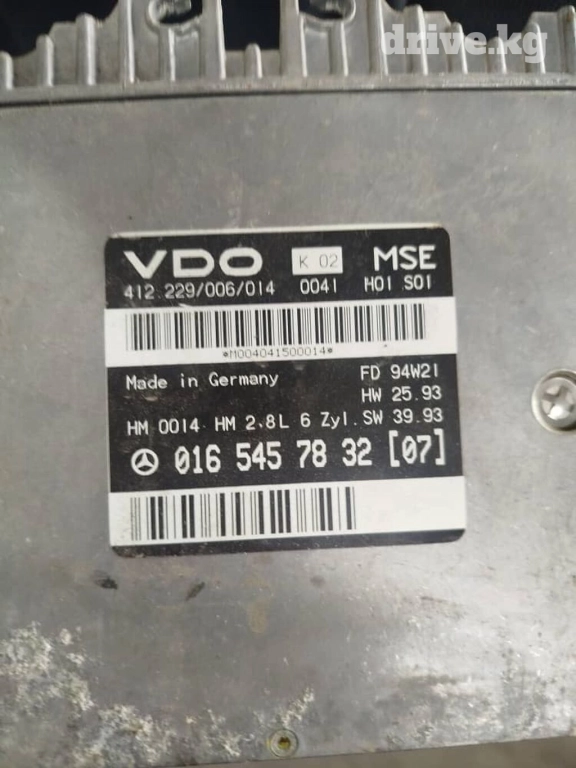 drive.kg
VDO K 02 MSE
412.229/006/014 0041 H01 S01
*M004041500014*
Made in Germany FD 94W21
HW 25.93
HM 0014 HM 2.8L 6 Zyl. SW 39.93
016 545 78 32 [07]